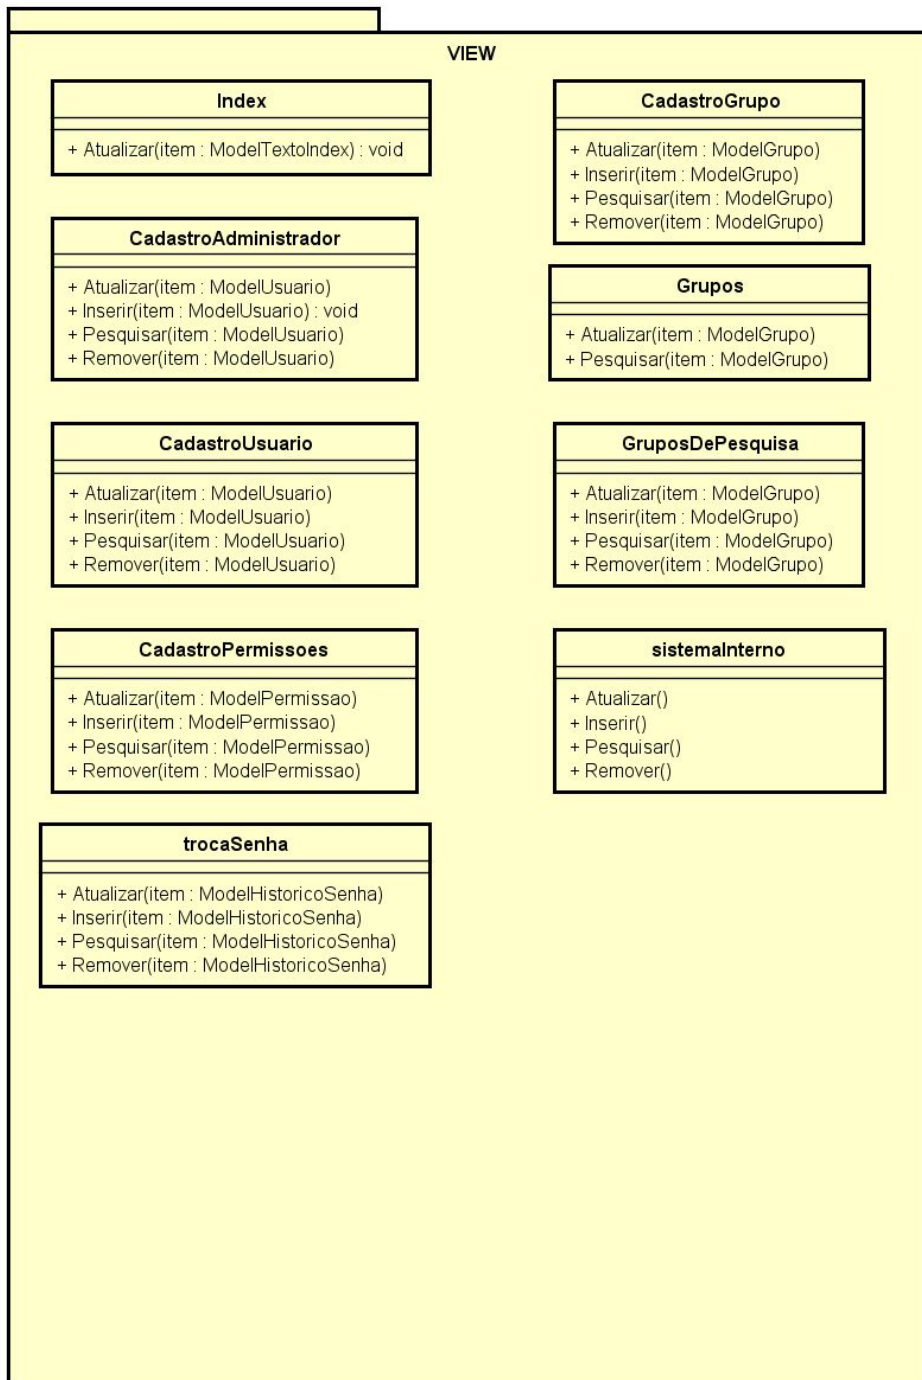 VIEW
Index
+ Atualizar(item : ModelTextoIndex) : void
CadastroAdministrador
+ Atualizar(item : ModelUsuario)
+ Inserir(item : ModelUsuario) : void
+ Pesquisar(item : ModelUsuario)
+ Remover(item : ModelUsuario)
CadastroUsuario
+ Atualizar(item : ModelUsuario)
+ Inserir(item : ModelUsuario)
+ Pesquisar(item : ModelUsuario)
+ Remover(item : ModelUsuario)
CadastroPermissoes
+ Atualizar(item : ModelPermissao)
+ Inserir(item : ModelPermissao)
+ Pesquisar(item : ModelPermissao)
+ Remover(item : ModelPermissao)
trocaSenha
+ Atualizar(item : ModelHistoricoSenha)
+ Inserir(item : ModelHistoricoSenha)
+ Pesquisar(item : ModelHistoricoSenha)
+ Remover(item : ModelHistoricoSenha)
CadastroGrupo
+ Atualizar(item : ModelGrupo)
+ Inserir(item : ModelGrupo)
+ Pesquisar(item : ModelGrupo)
+ Remover(item : ModelGrupo)
Grupos
+ Atualizar(item : ModelGrupo)
+ Pesquisar(item : ModelGrupo)
GruposDePesquisa
+ Atualizar(item : ModelGrupo)
+ Inserir(item : ModelGrupo)
+ Pesquisar(item : ModelGrupo)
+ Remover(item : ModelGrupo)
sistemaInterno
+ Atualizar()
+ Inserir()
+ Pesquisar()
+ Remover()